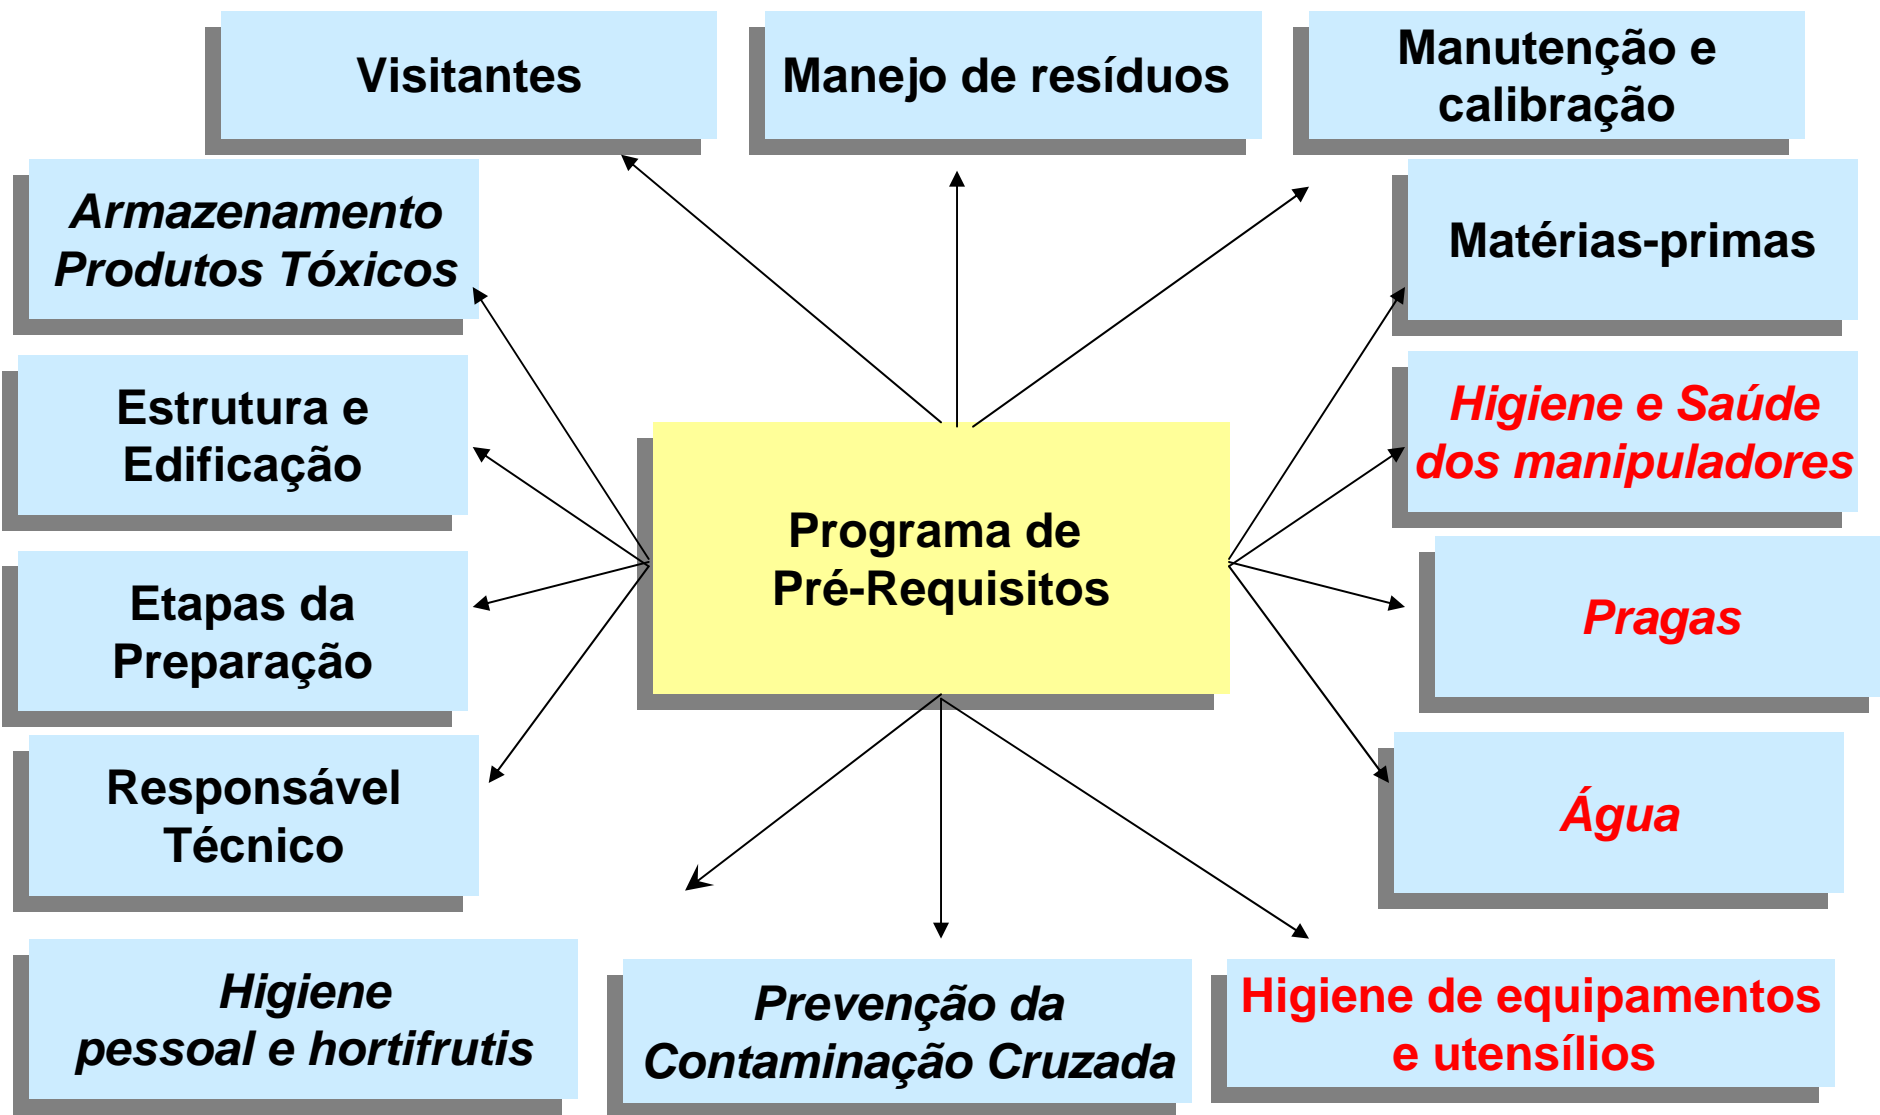 Visitantes
Manejo de resíduos
Manutenção e
calibração
Armazenamento
Produtos Tóxicos
Matérias-primas
Estrutura e
Edificação
Higiene e Saúde
dos manipuladores
Programa de
Pré-Requisitos
Etapas da
Preparação
Pragas
Responsável
Técnico
Água
Higiene
pessoal e hortifrutis
Prevenção da
Contaminação Cruzada
Higiene de equipamentos
e utensílios